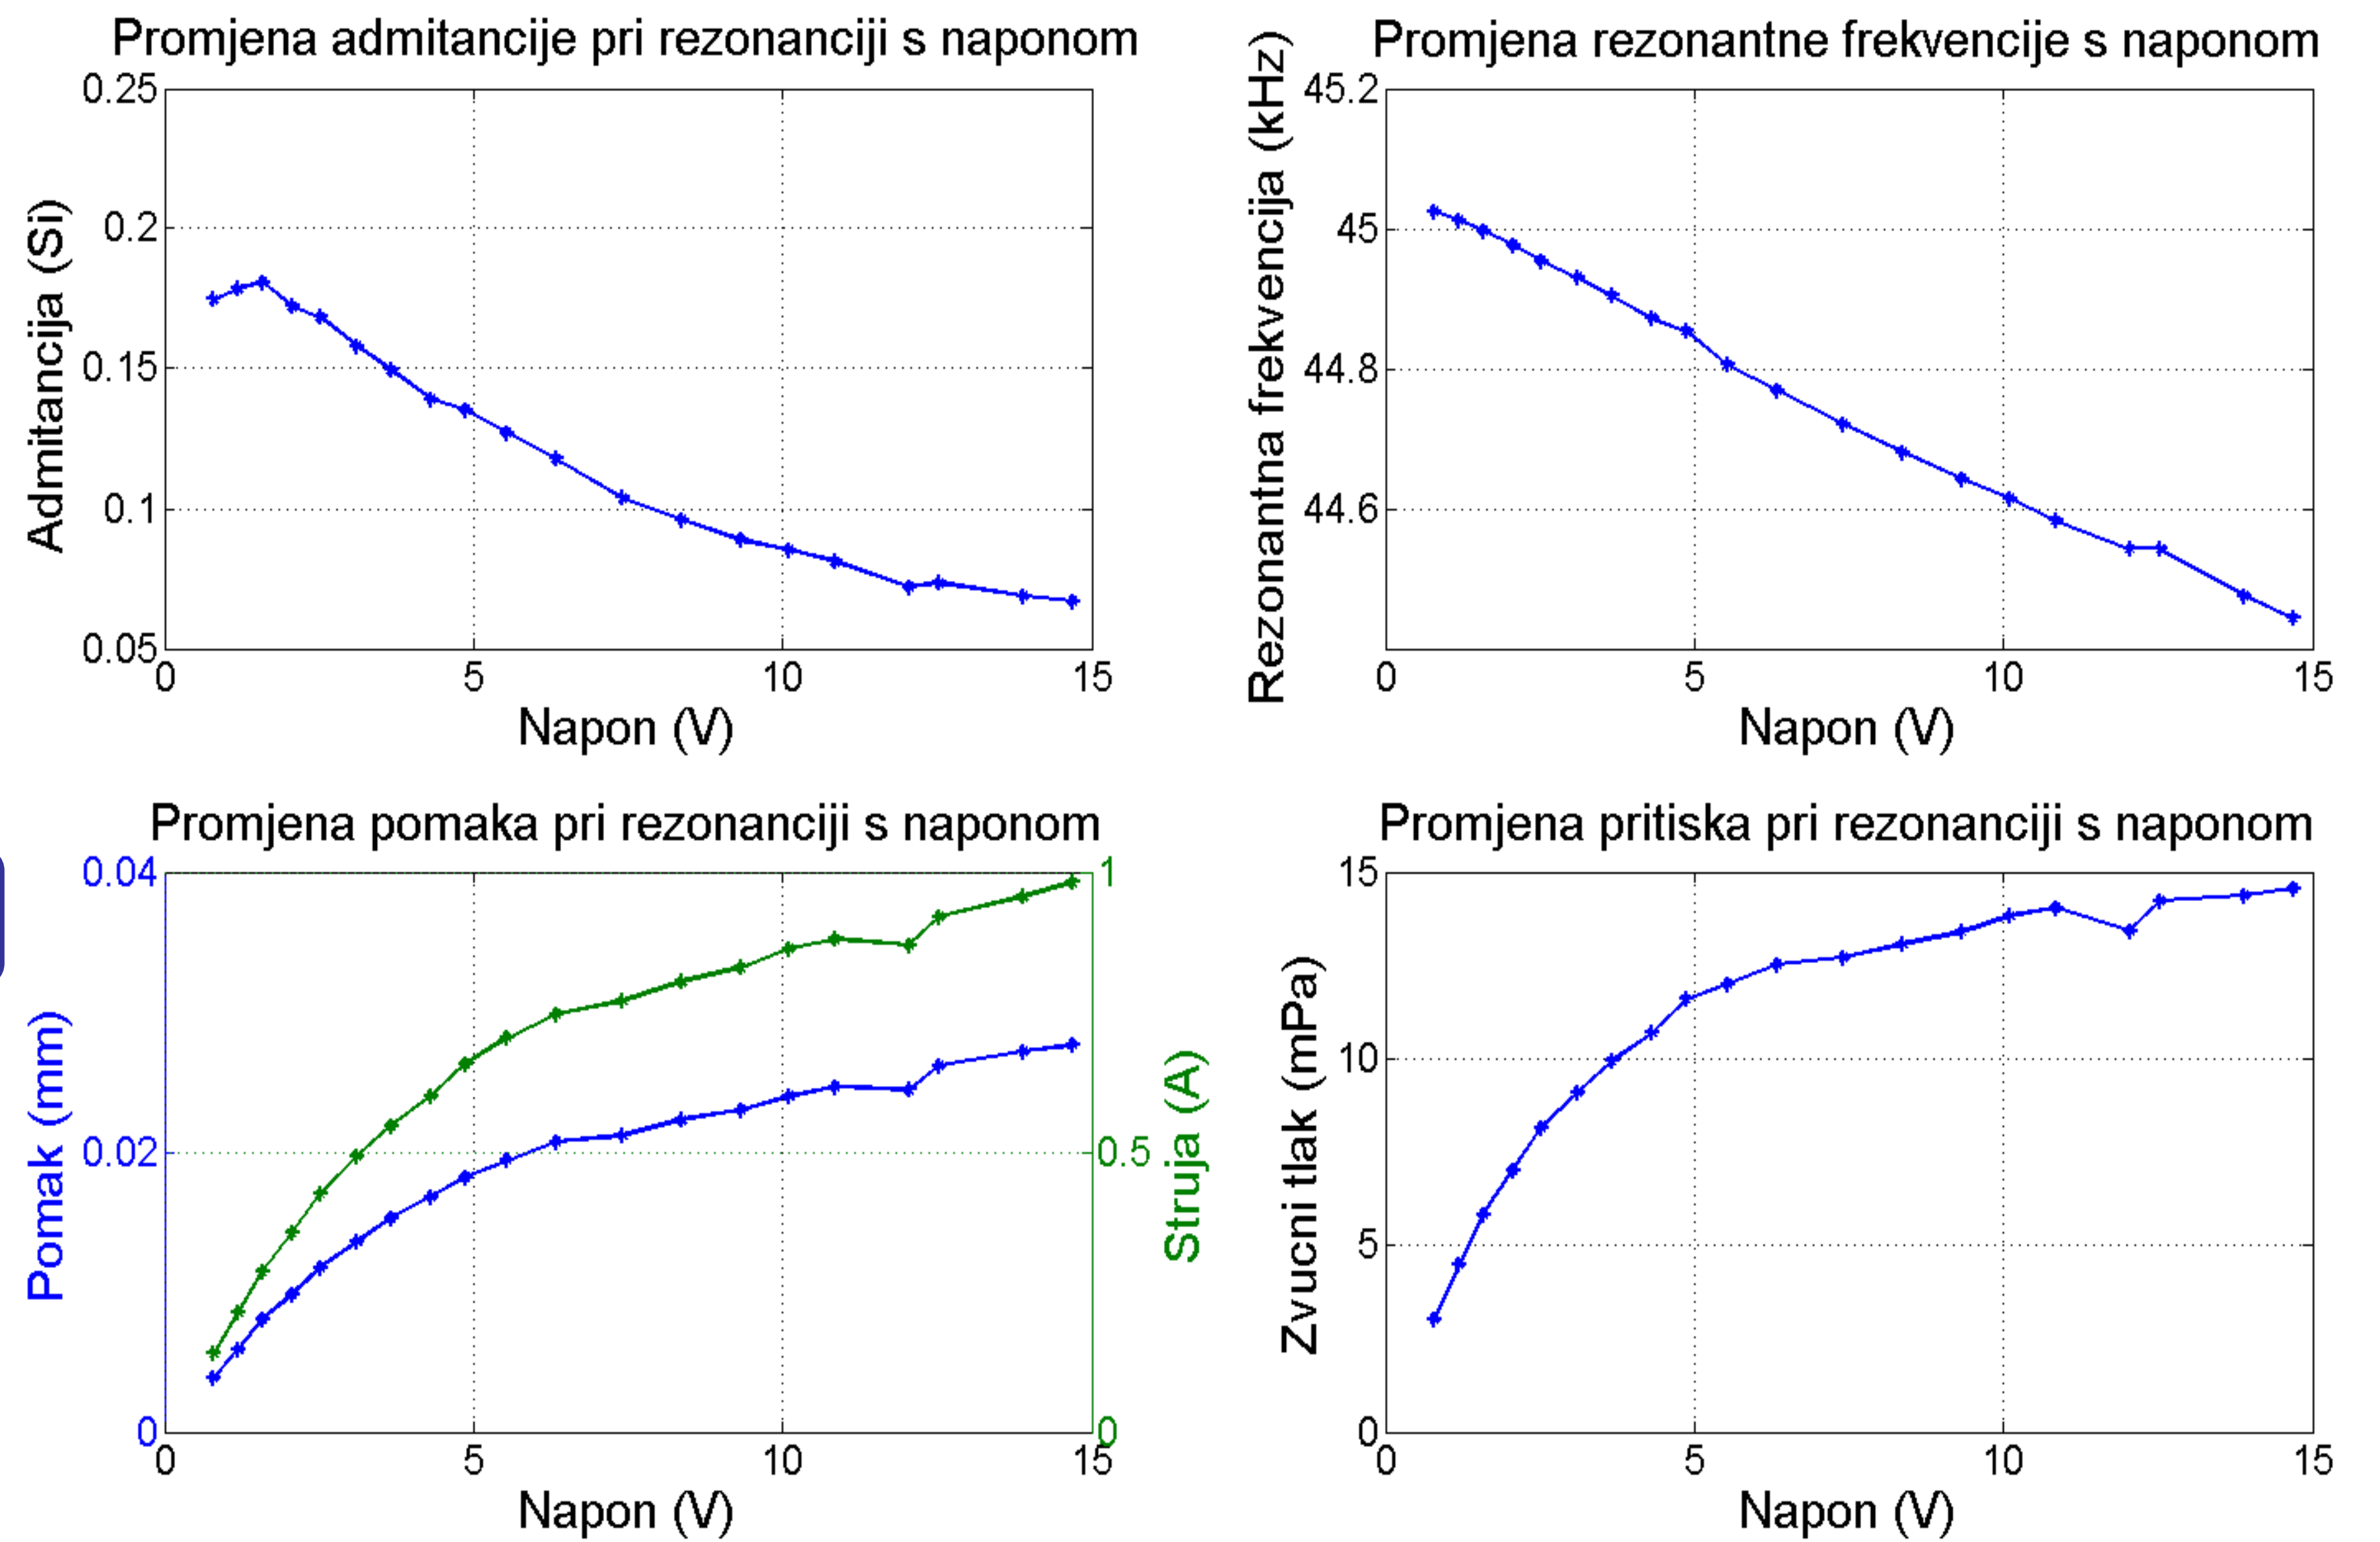 Promjena admitancije pri rezonanciji s naponom
Admitancija (Si)
0.25
0.2
0.15
0.1
0.05
0 5 10 15
Napon (V)
Promjena rezonantne frekvencije s naponom
Rezonantna frekvencija (kHz)
45.2
45
44.8
44.6
0 5 10 15
Napon (V)
Promjena pomaka pri rezonanciji s naponom
Pomak (mm)
0.04
0.02
0
1
0.5
0
Struja (A)
0 5 10 15
Napon (V)
Promjena pritiska pri rezonanciji s naponom
Zvucni tlak (mPa)
15
10
5
0
0 5 10 15
Napon (V)